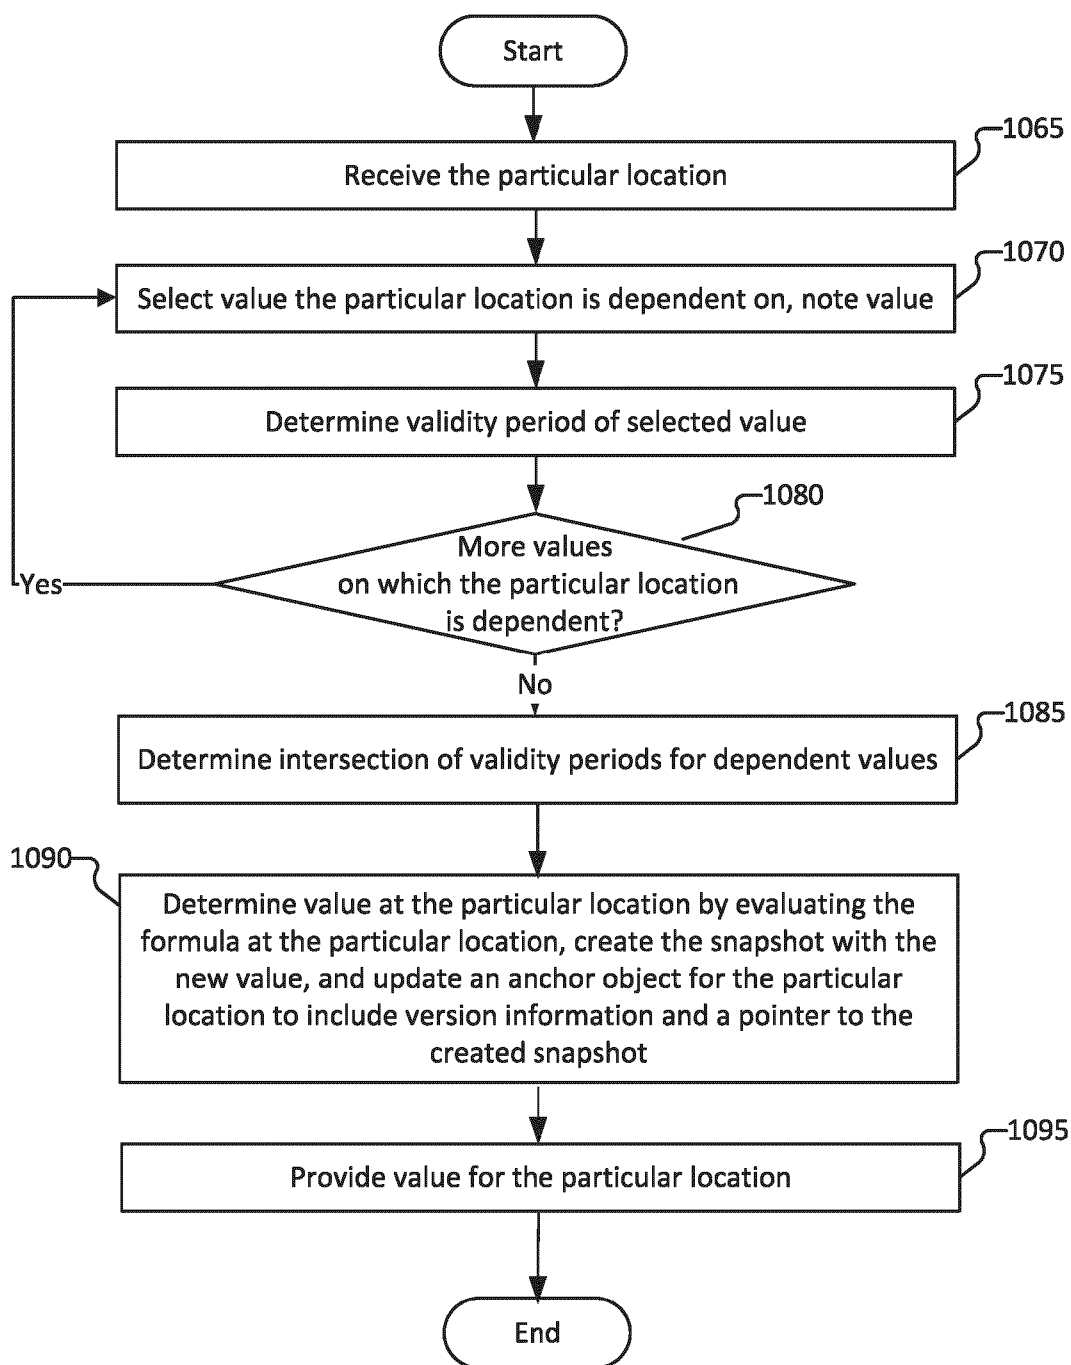 Start
1065
Receive the particular location
1070
Select value the particular location is dependent on, note value
1075
Determine validity period of selected value
1080
More values
on which the particular location
is dependent?
Yes
No
1085
Determine intersection of validity periods for dependent values
1090
Determine value at the particular location by evaluating the
formula at the particular location, create the snapshot with the
new value, and update an anchor object for the particular
location to include version information and a pointer to the
created snapshot
1095
Provide value for the particular location
End